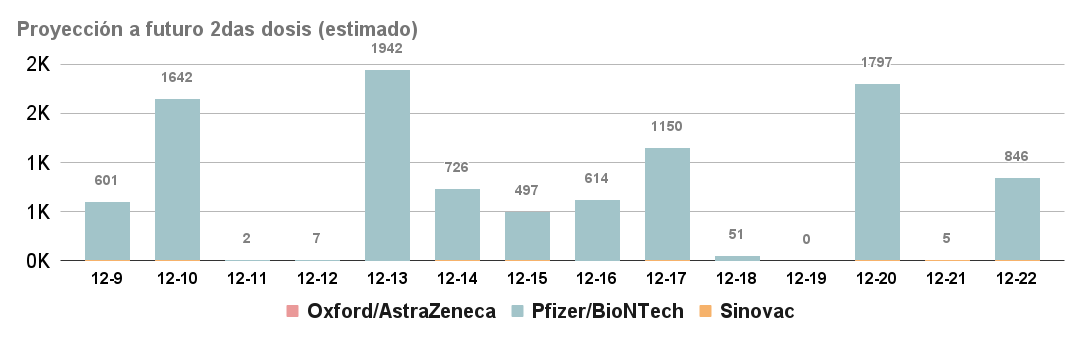 Proyección a futuro 2das dosis (estimado)
2K
2K
1K
1K
0K
601
1642
2
7
1942
726
497
614
1150
51
0
1797
5
846
12-9 12-10 12-11 12-12 12-13 12-14 12-15 12-16 12-17 12-18 12-19 12-20 12-21 12-22
Oxford/AstraZeneca Pfizer/BioNTech Sinovac